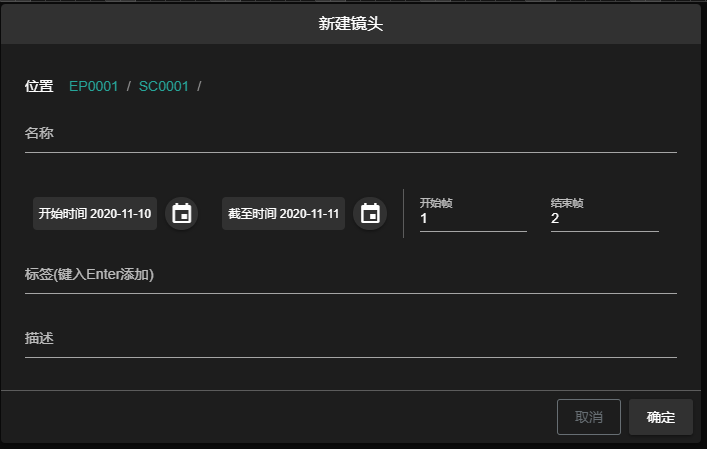 新建镜头
位置 EP0001 / SC0001 /
名称
开始时间 2020-11-10 截至时间 2020-11-11 开始帧 结束帧
1 2
标签(键入Enter添加)
描述
取消 确定